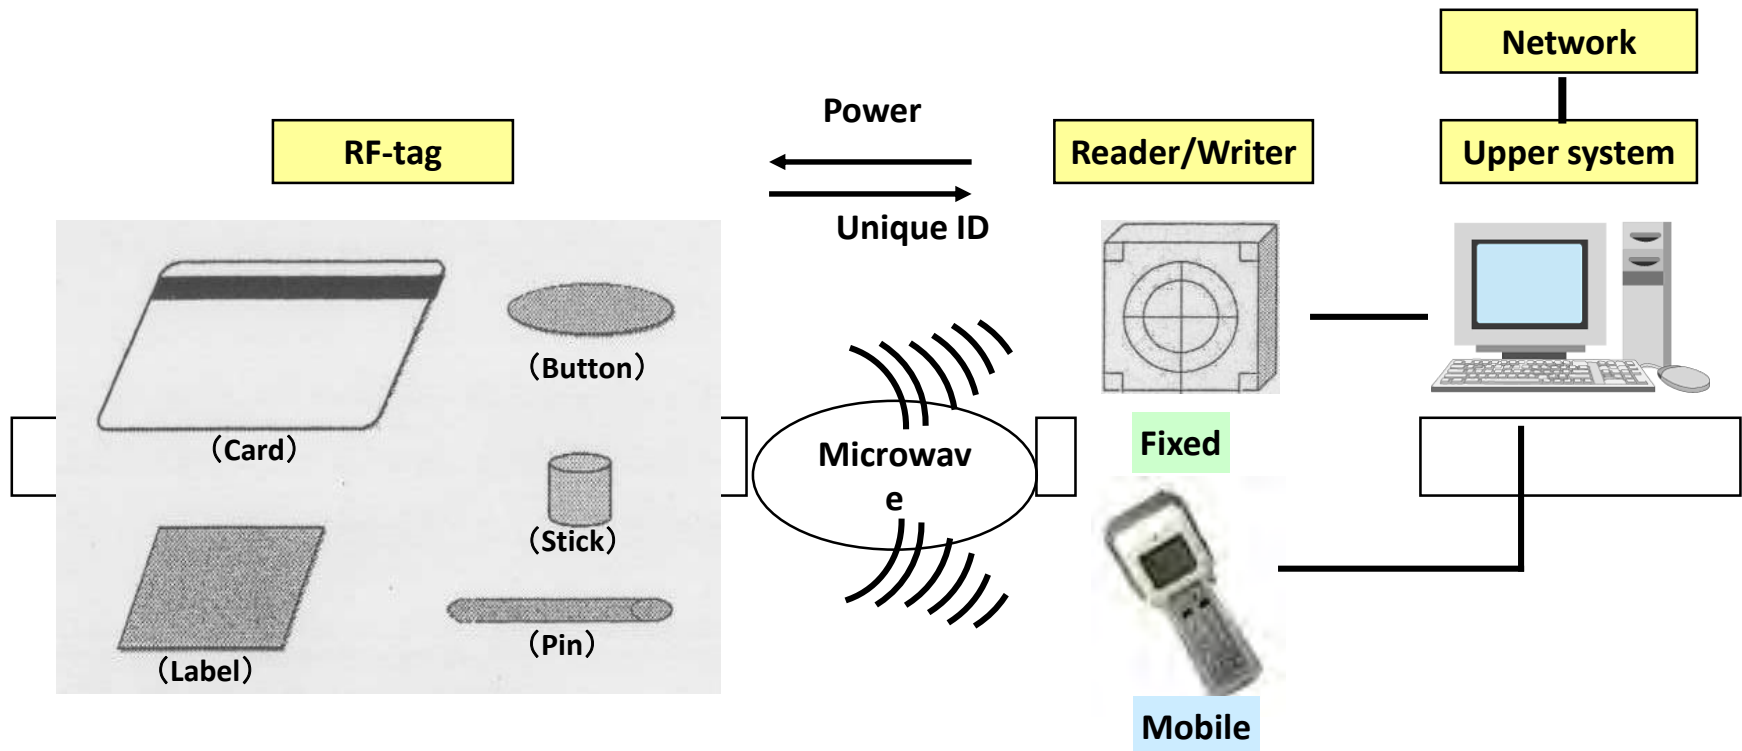 Network
Power
RF-tag
Reader/Writer
Upper system
Unique ID
（Button）
（Card）
Microwav
e
Fixed
（Stick）
（Pin）
（Label）
Mobile